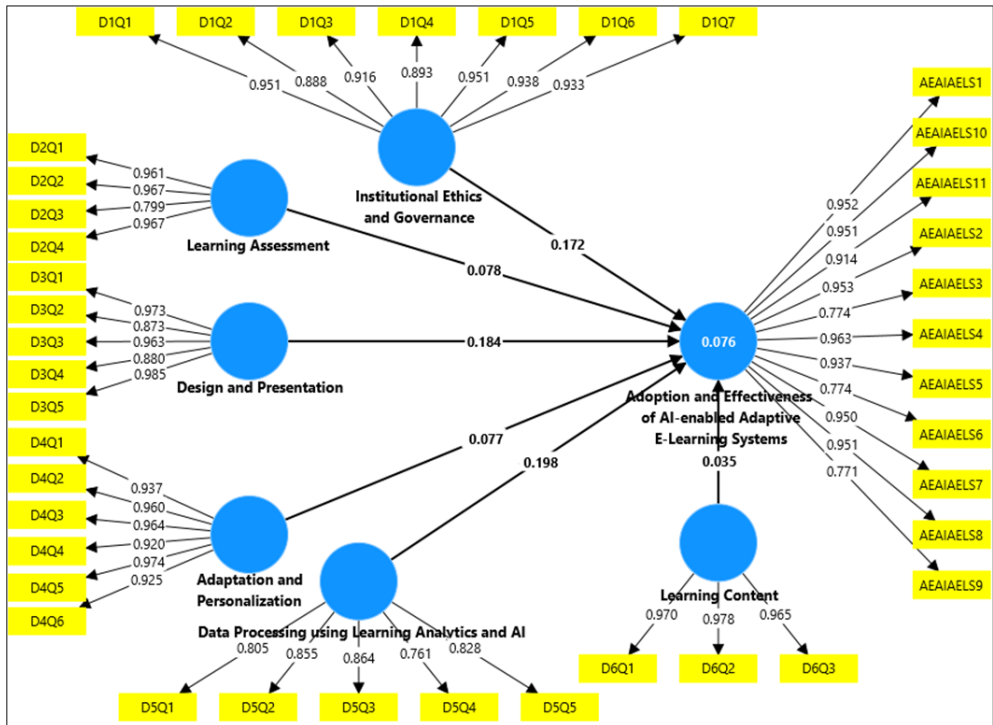 D1Q1 D1Q2 D1Q3 D1Q4 D1Q5 D1Q6 D1Q7
0.951 0.888 0.916 0.893 0.951 0.938 0.933
Institutional Ethics
and Governance
D2Q1
D2Q2
D2Q3
D2Q4
0.961
0.967
0.799
0.967
Learning Assessment
D3Q1
D3Q2
D3Q3
D3Q4
D3Q5
0.973
0.873
0.963
0.880
0.985
Design and Presentation
D4Q1
D4Q2
D4Q3
D4Q4
D4Q5
D4Q6
0.937
0.960
0.964
0.920
0.974
0.925
Adaptation and
Personalization
Data Processing using Learning Analytics and AI
0.805 0.855 0.864 0.761 0.828
D5Q1 D5Q2 D5Q3 D5Q4 D5Q5
0.172
0.078
0.184
0.077
0.198
0.035
0.076
Adoption and Effectiveness
of AI-enabled Adaptive
E-Learning Systems
Learning Content
0.970 0.978 0.965
D6Q1 D6Q2 D6Q3
0.952
0.951
0.914
0.953
0.774
0.963
0.937
0.774
0.950
0.951
0.771
AEAIAELS1
AEAIAELS10
AEAIAELS11
AEAIAELS2
AEAIAELS3
AEAIAELS4
AEAIAELS5
AEAIAELS6
AEAIAELS7
AEAIAELS8
AEAIAELS9